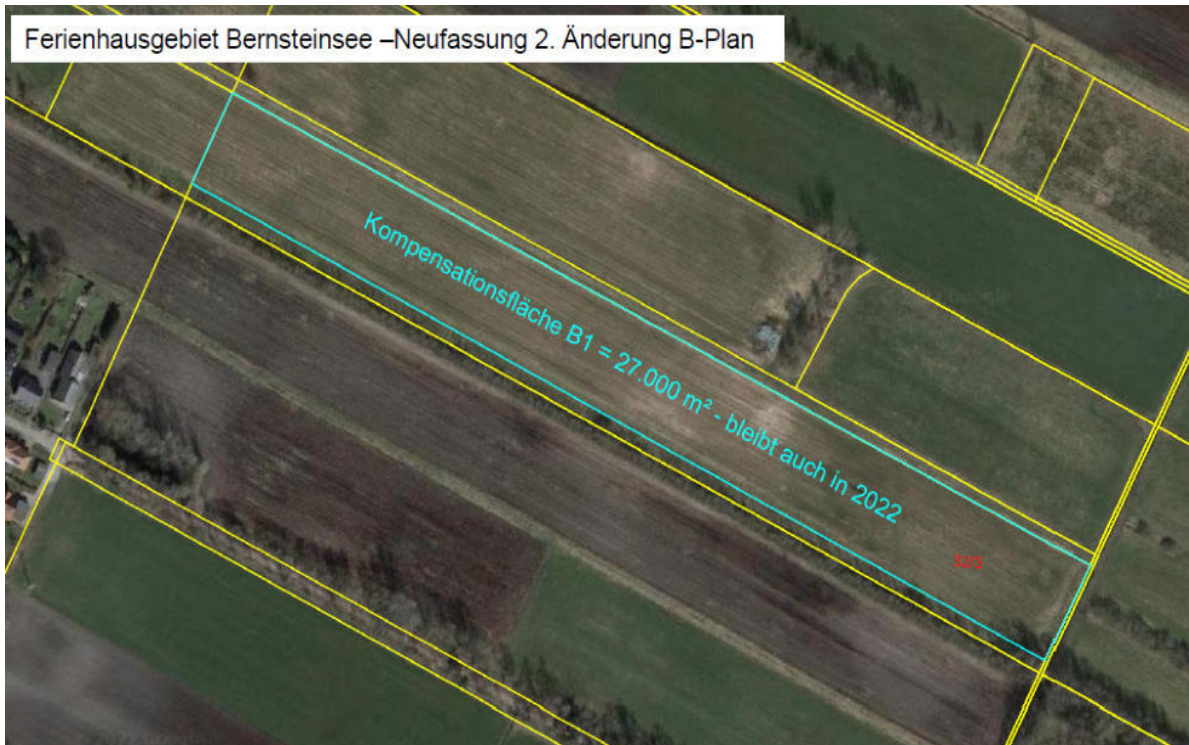 Ferienhausgebiet Bernsteinsee –Neufassung 2. Änderung B-Plan
Kompensationsfläche B1 = 27.000 m² - bleibt auch in 2022